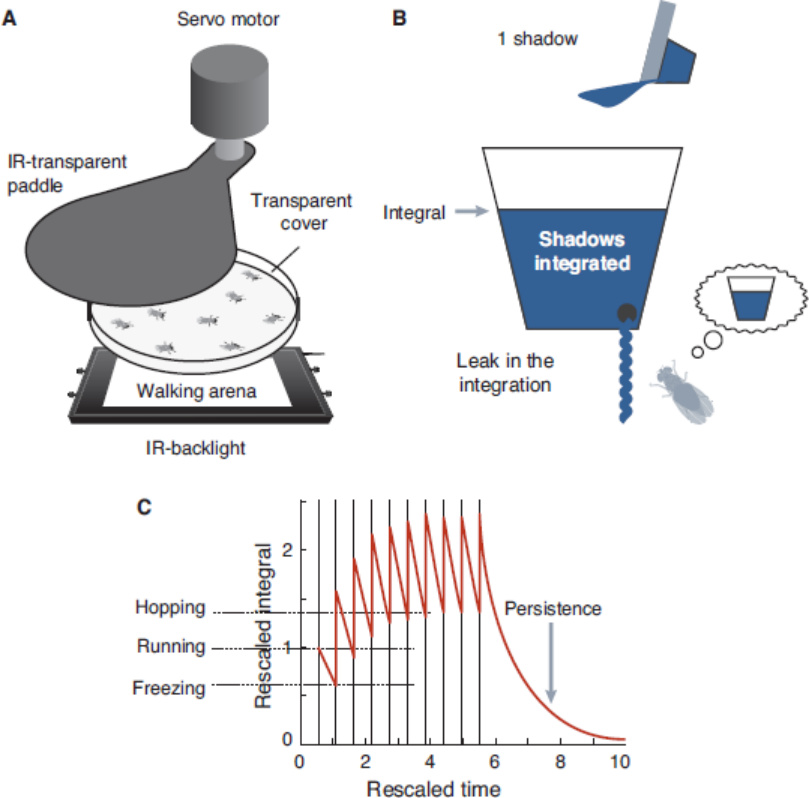 A
Servo motor
IR-transparent
paddle
Transparent
cover
Walking arena
IR-backlight
B
1 shadow
Integral
Shadows
integrated
Leak in the
integration
C
Rescaled integral
2
1
0
Hopping
Running
Freezing
Persistence
0 2 4 6 8 10
Rescaled time